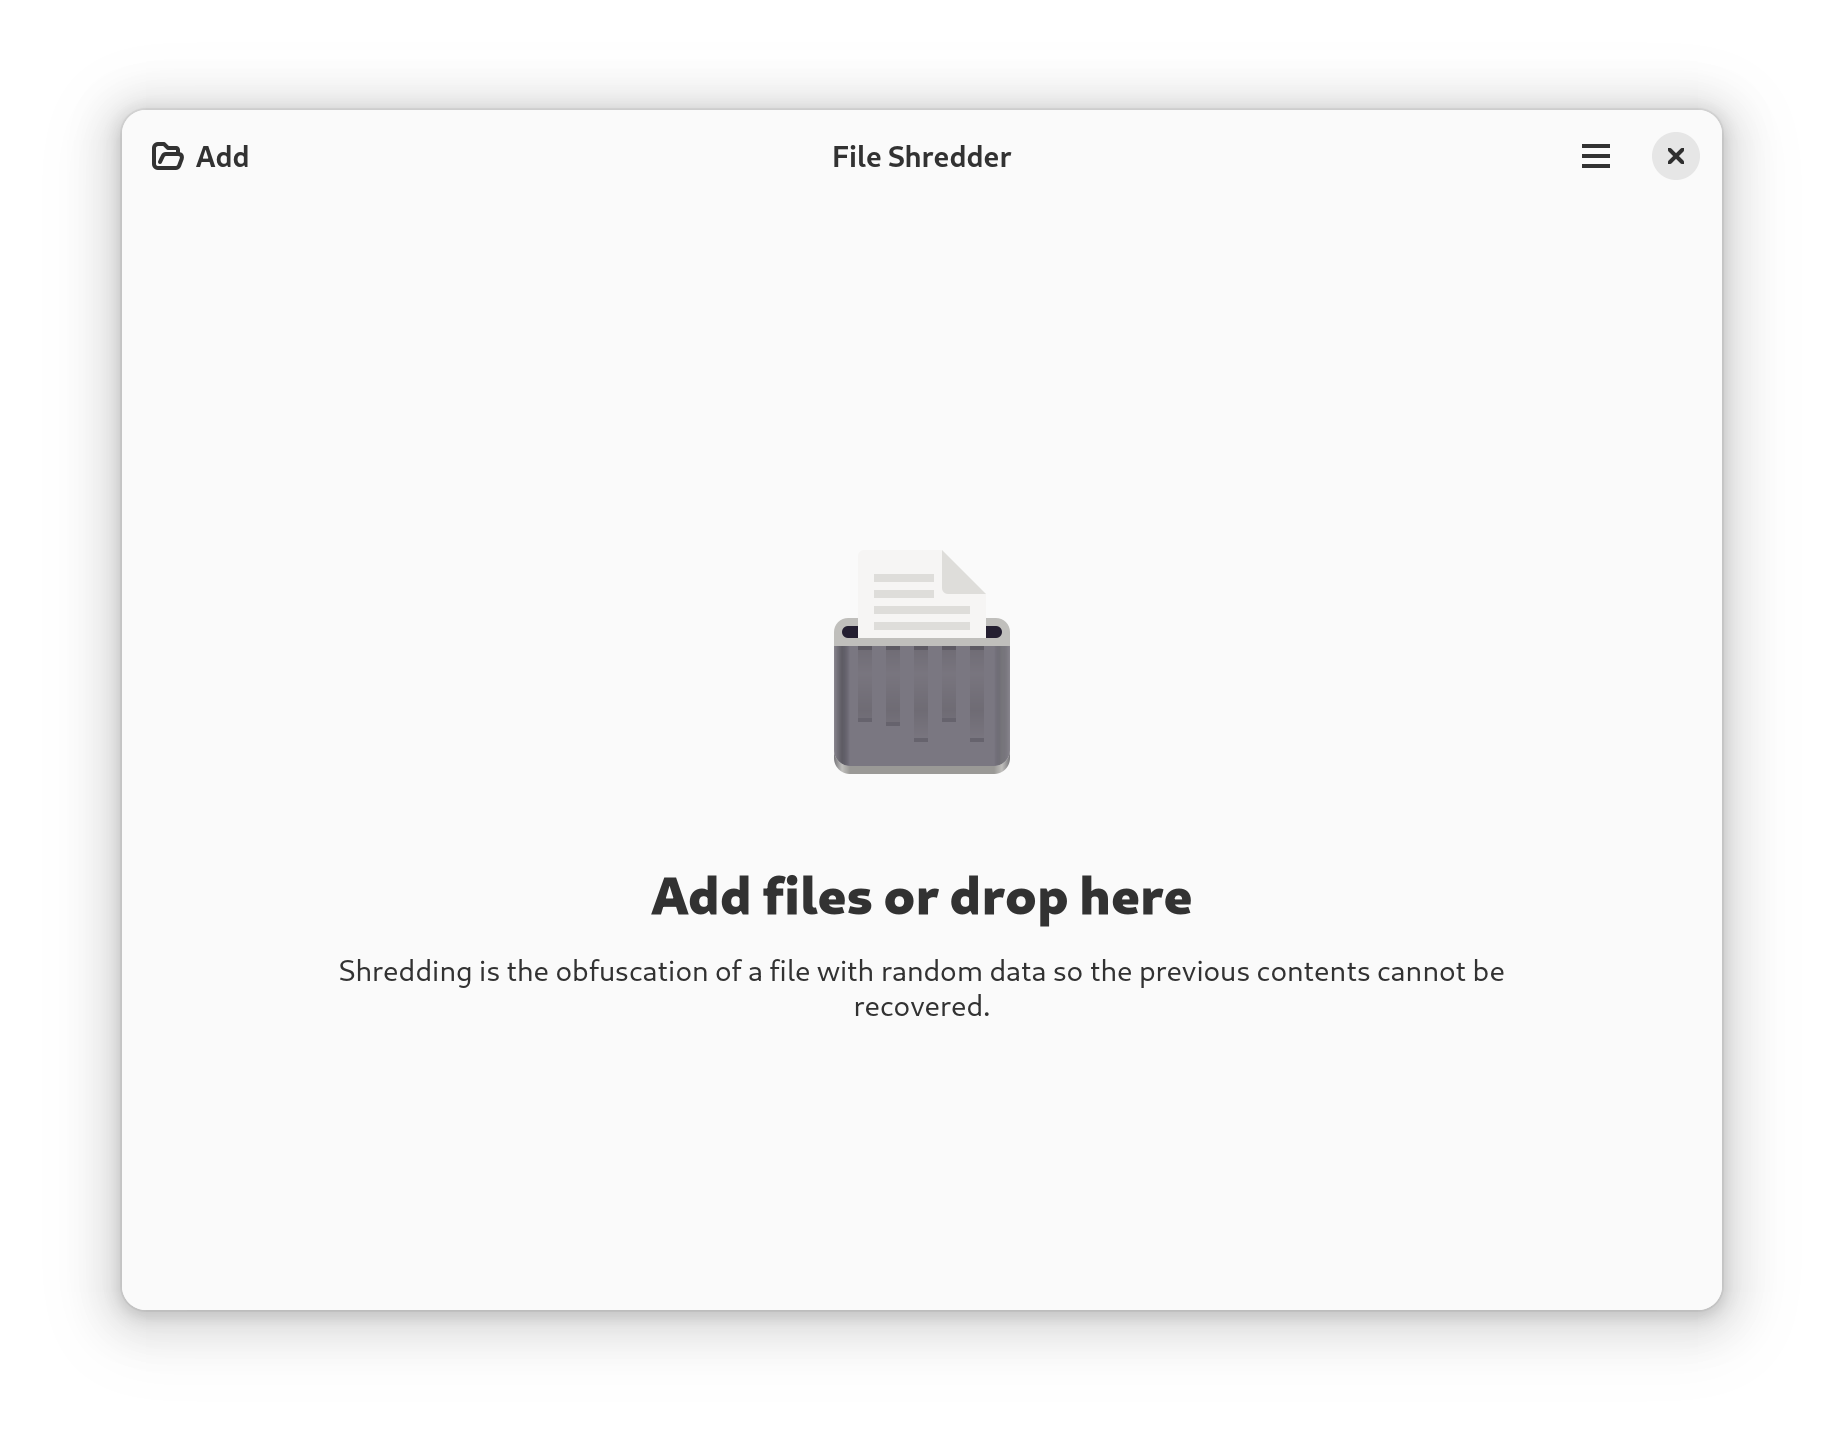 Add
File Shredder
Add files or drop here
Shredding is the obfuscation of a file with random data so the previous contents cannot be
recovered.